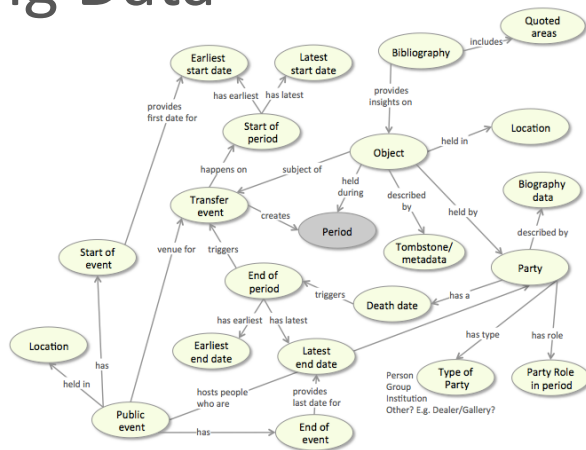 ng Data
Quoted
areas
includes
Bibliography
Earliest
start date
Latest
start date
provides
first date for
has earliest
has latest
provides
insights on
Start of
period
Location
held in
Object
happens on
subject of
held
during
described
by
held by
Biography
data
Transfer
event
creates
Period
described by
Tombstone/
metadata
Start of
event
venue for
triggers
End of
period
Party
triggers
Death date
has a
has earliest
has latest
Location
Earliest
end date
Latest
end date
has type
has role
held in
has
hosts people
who are
provides
last date for
Person
Group
Institution
Other? E.g. Dealer/Gallery?
Type of
Party
Party Role
in period
Public
event
has
End of
event